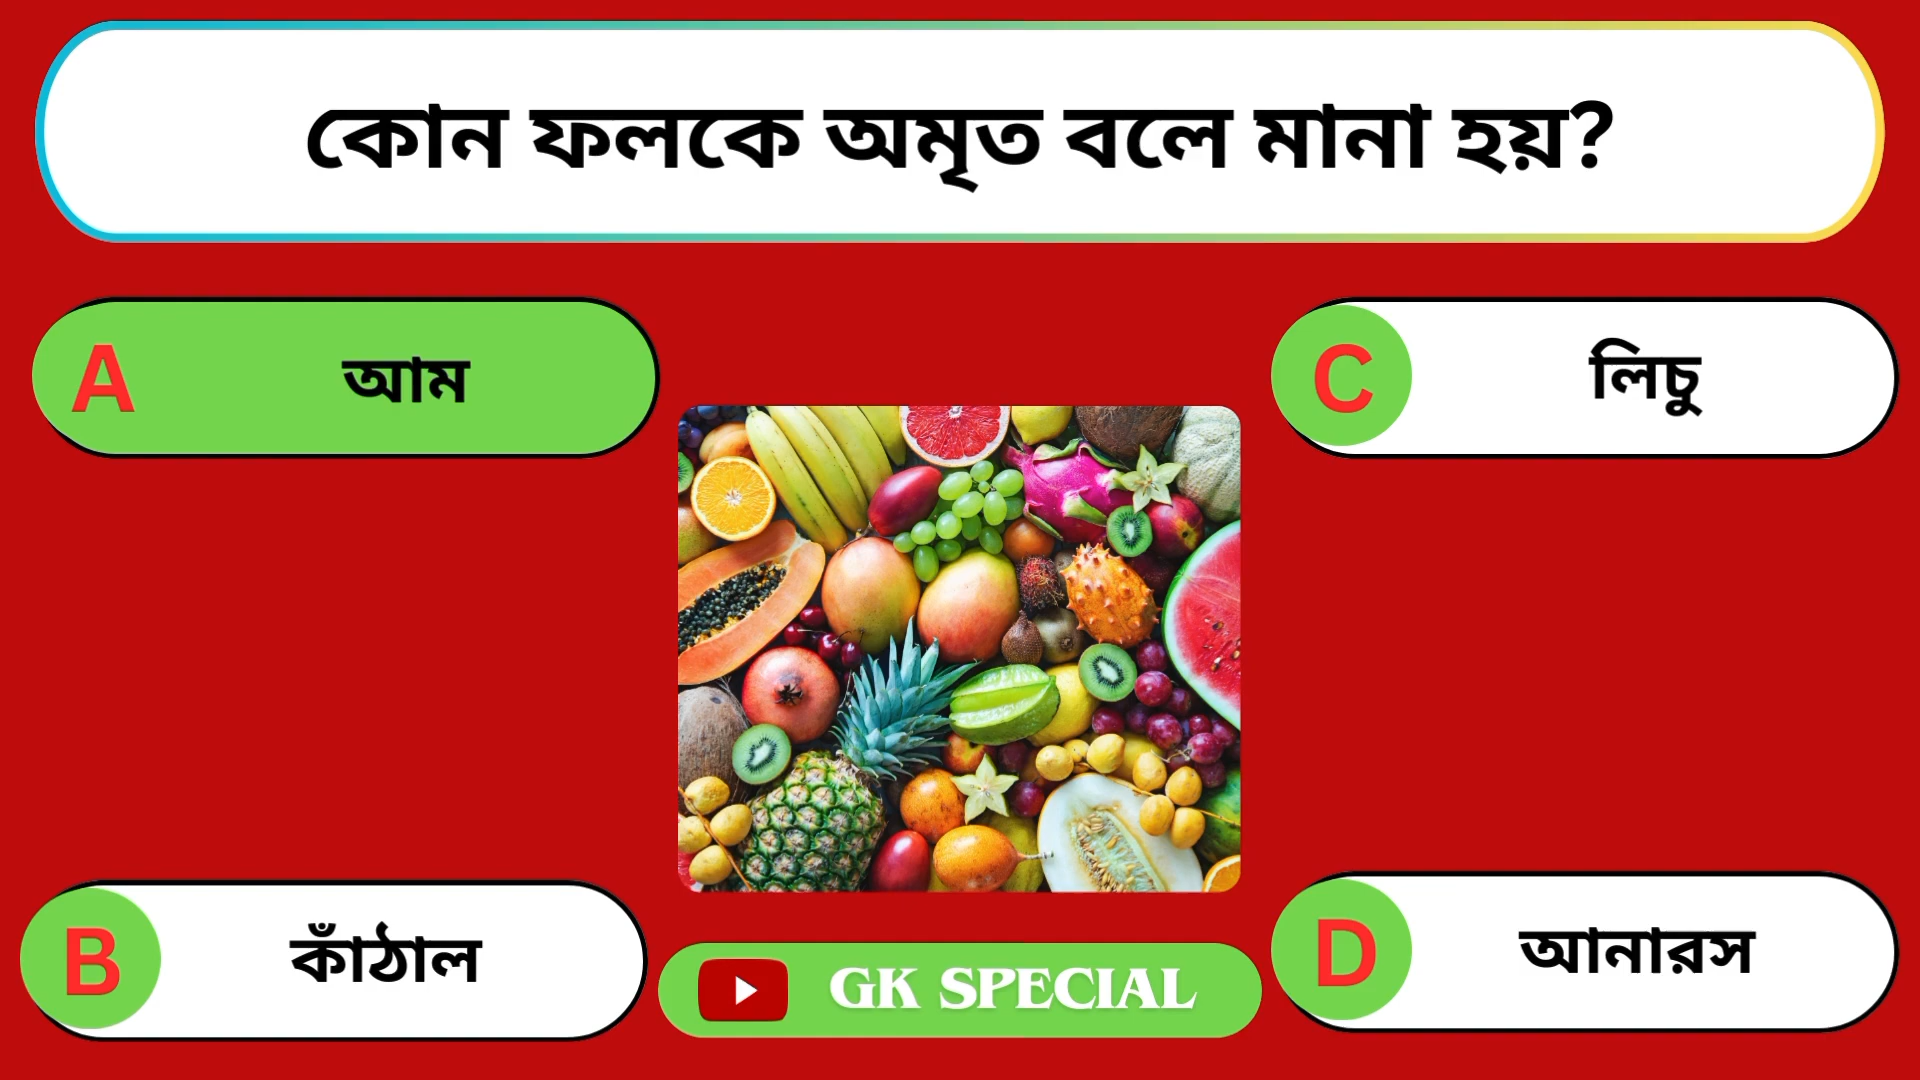 কোন ফলকে অমৃত বলে মানা হয়?
A আম
C লিচু
B কাঁঠাল
D আনারস
GK SPECIAL